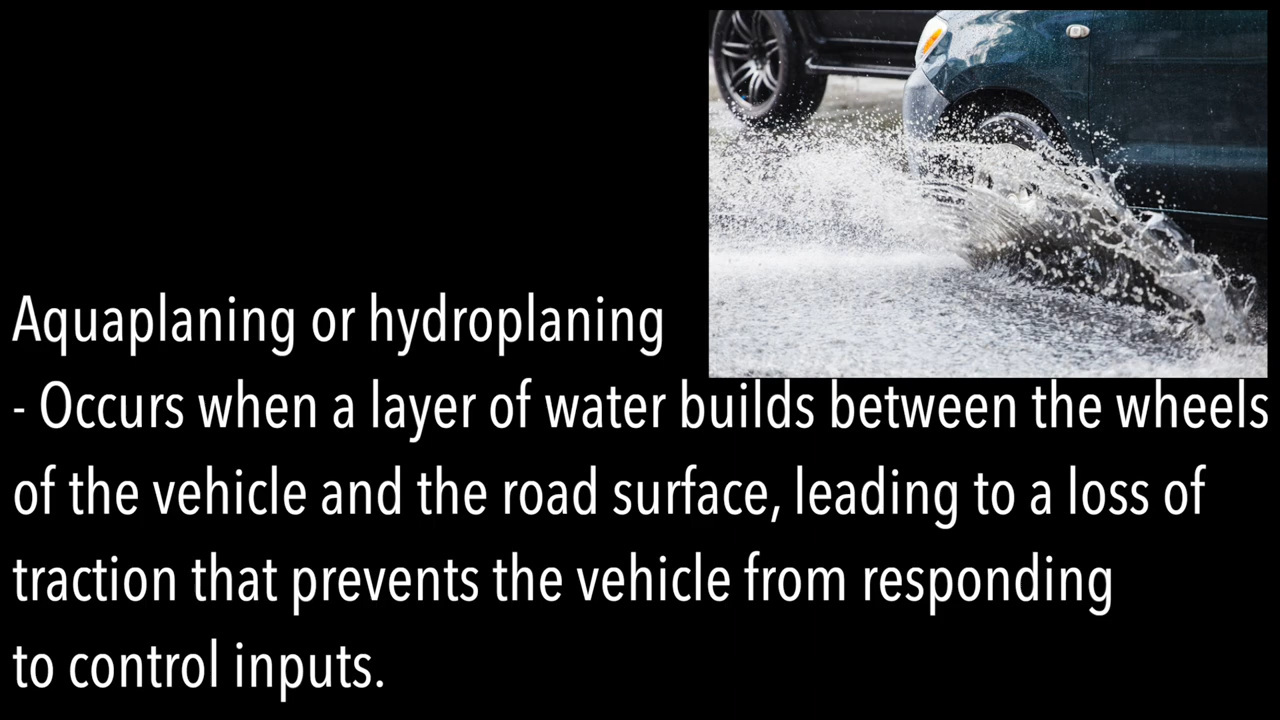 Aquaplaning or hydroplaning
- Occurs when a layer of water builds between the wheels
of the vehicle and the road surface, leading to a loss of
traction that prevents the vehicle from responding
to control inputs.